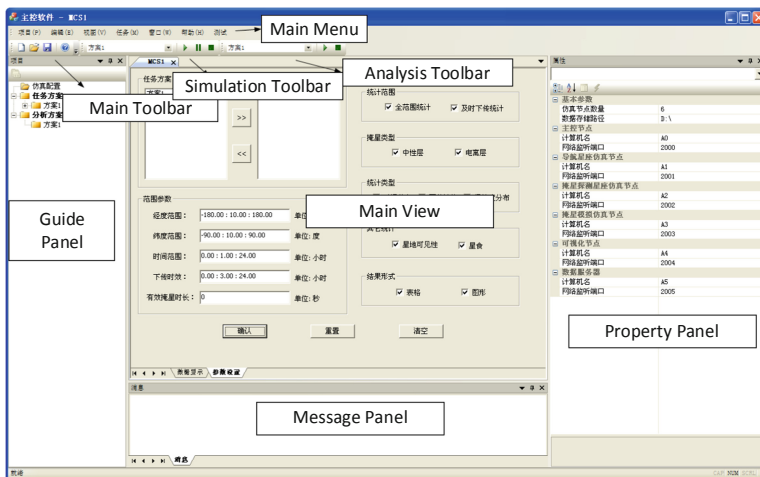 主控软件 - MCS1
项目(P) 编辑(E) 视图(V) 任务(M) 窗口(W) 帮助(H) 测试
Main Menu
方案1 方案1
项目
仿真配置
任务方案
方案1
分析方案
方案1
Main Toolbar
Simulation Toolbar
Analysis Toolbar
Guide
Panel
MCS1
任务方案
>>
<<
统计范围
全范围统计 及时下传统计
掩星类型
中性层 电离层
统计类型
分布
Main View
范围参数
经度范围: -180.00 : 10.00 : 180.00
纬度范围: -90.00 : 10.00 : 90.00 单位: 度
时间范围: 0.00 : 1.00 : 24.00 单位: 小时
下传时效: 0.00 : 3.00 : 24.00 单位: 小时
有效掩星时长: 0 单位: 秒
星地可见性 星食
结果形式
表格 图形
确认 重置 清空
数据显示 参数设置
消息
Message Panel
消息
属性
基本参数
仿真节点数量 6
数据存储路径 D:\
主控节点
计算机名 A0
网络监听端口 2000
导航星座仿真节点
计算机名 A1
网络监听端口 2001
掩星探测星座仿真节点
计算机名 A2
网络监听端口 2002
掩星模拟仿真节点
计算机名 A3
网络监听端口 2003
可视化节点
计算机名 A4
网络监听端口 2004
数据服务器
计算机名 A5
网络监听端口 2005
Property Panel
就绪
CAP NUM SCRL